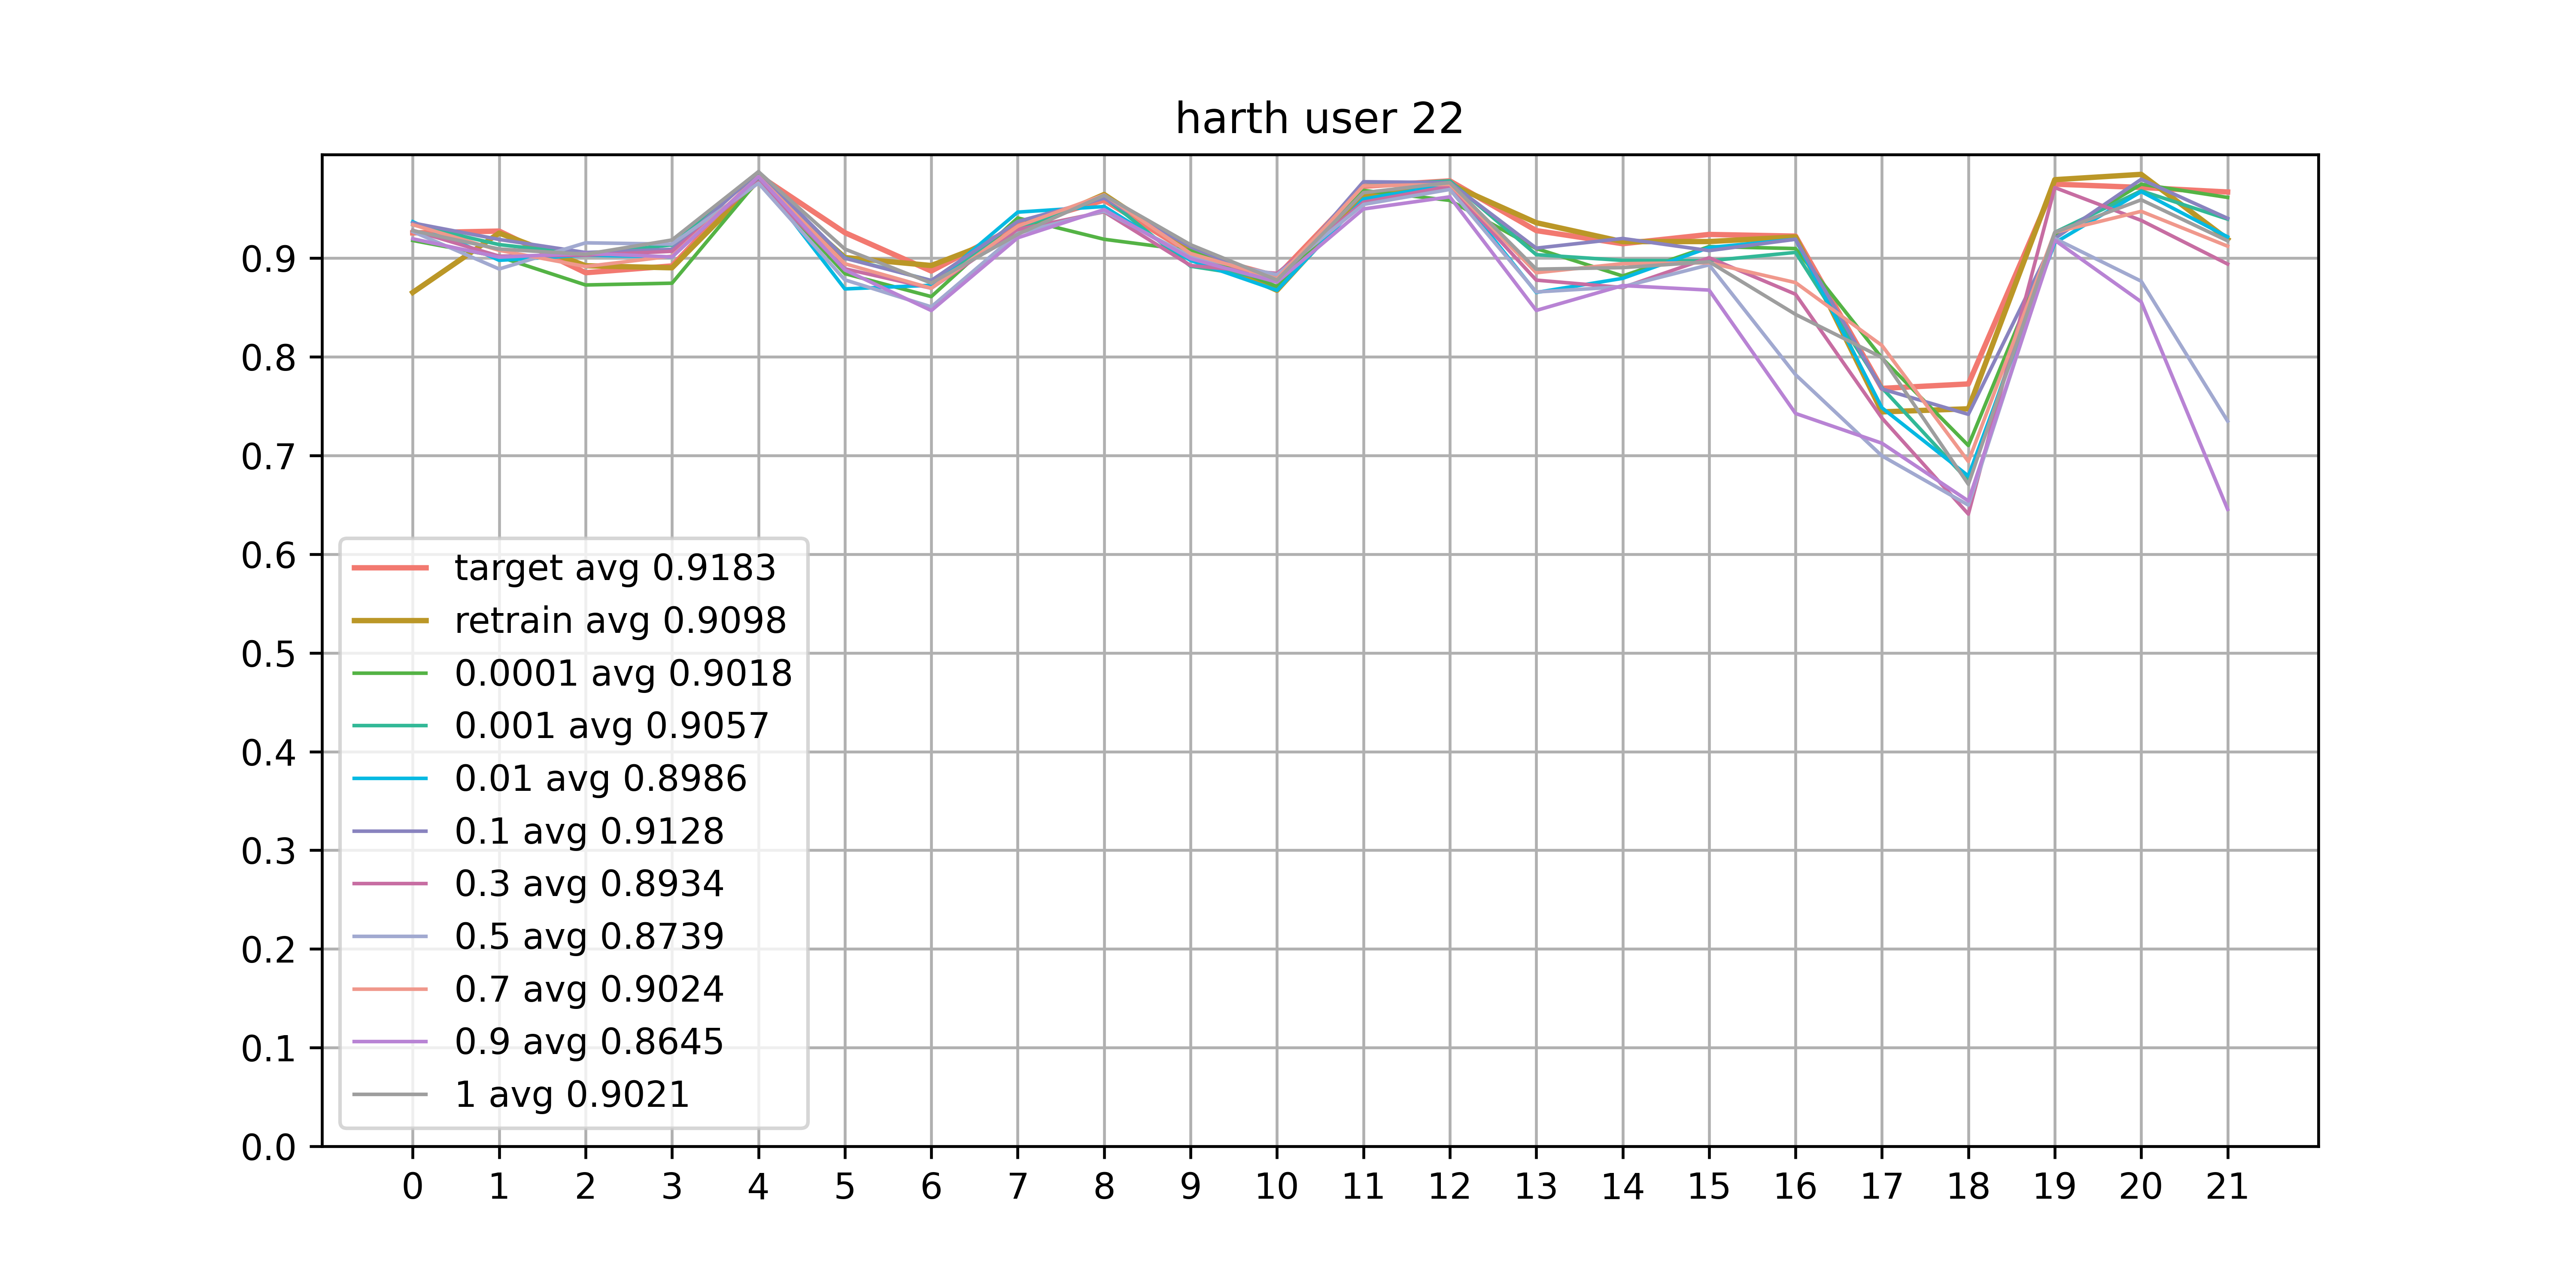 harth user 22
0.9
0.8
0.7
0.6
0.5
0.4
0.3
0.2
0.1
0.0
target avg 0.9183
retrain avg 0.9098
0.0001 avg 0.9018
0.001 avg 0.9057
0.01 avg 0.8986
0.1 avg 0.9128
0.3 avg 0.8934
0.5 avg 0.8739
0.7 avg 0.9024
0.9 avg 0.8645
1 avg 0.9021
0 1 2 3 4 5 6 7 8 9 10 11 12 13 14 15 16 17 18 19 20 21